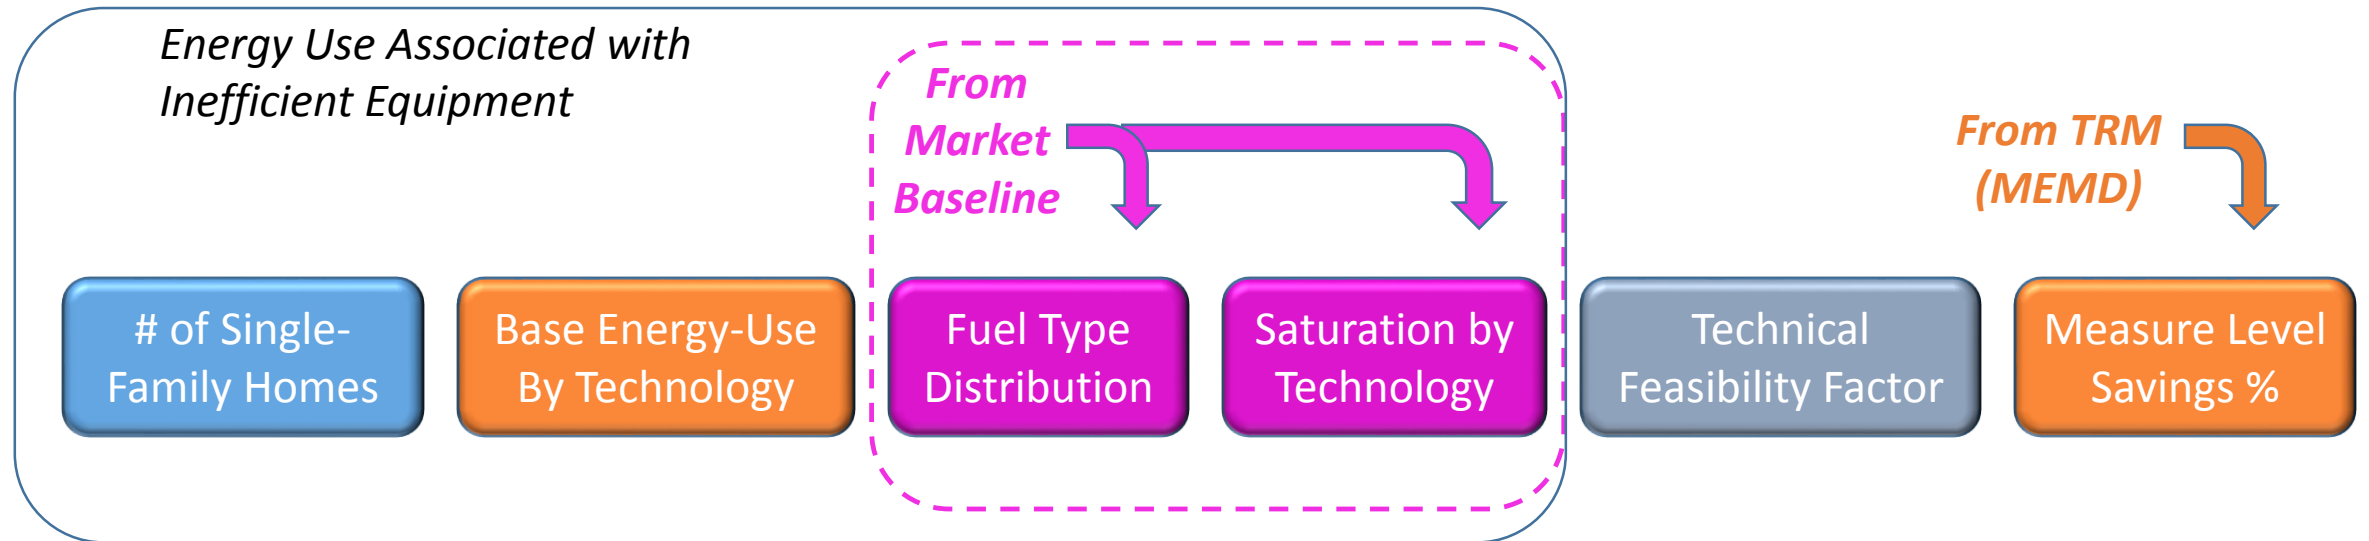 Energy Use Associated with
Inefficient Equipment
From
Market
Baseline
From TRM
(MEMD)
# of Single-
Family Homes
Base Energy-Use
By Technology
Fuel Type
Distribution
Saturation by
Technology
Technical
Feasibility Factor
Measure Level
Savings %